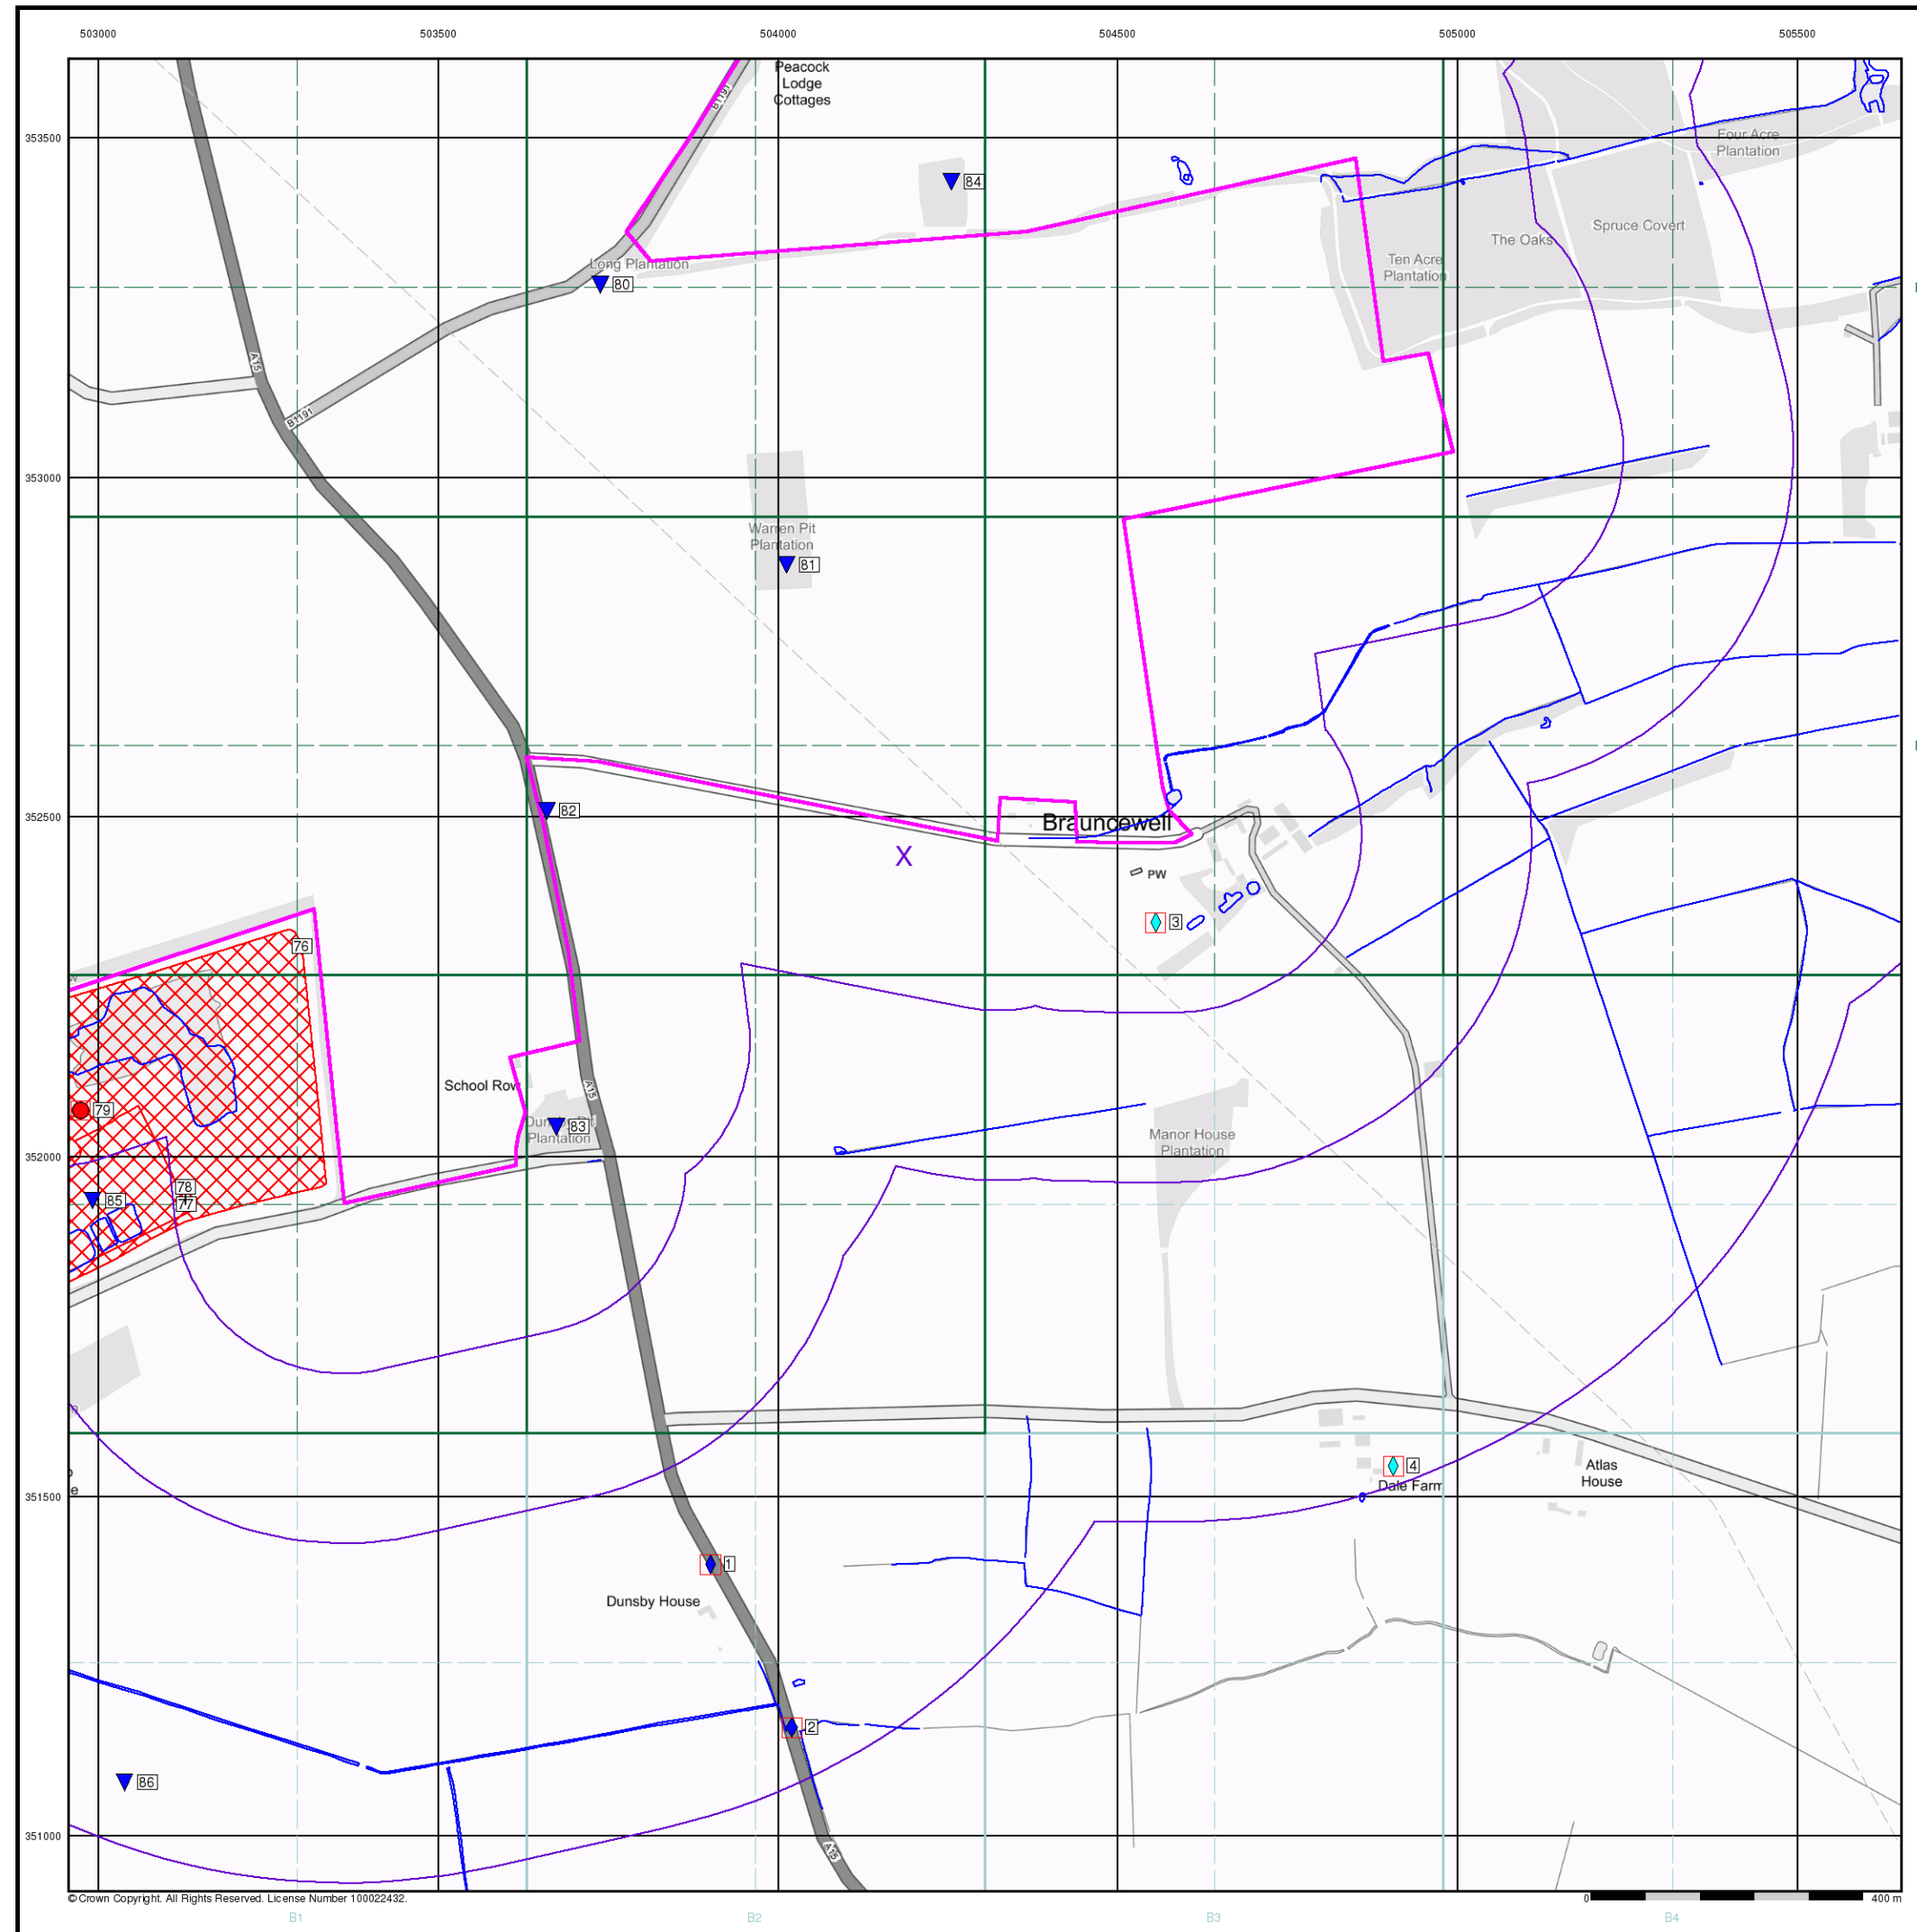 503000 503500 504000 504500 505000 505500
Peacock
Lodge
Cottages
B1191
353500
84
Four Acre
Plantation
Spruce Covert
The Oaks
Long Plantation
Ten Acre
Plantation
80
A15
B1191
353000
Warren Pit
Plantation
81
82
352500
Brauncewell
X
PW
3
76
School Row
A15
79
83
Plantation
Manor House
Plantation
352000
78
77
85
4
Atlas
House
Dale Farm
e
351500
1
Dunsby House
2
86
351000
A15
© Crown Copyright. All Rights Reserved. License Number 100022432.
0 400 m
B1 B2 B3 B4